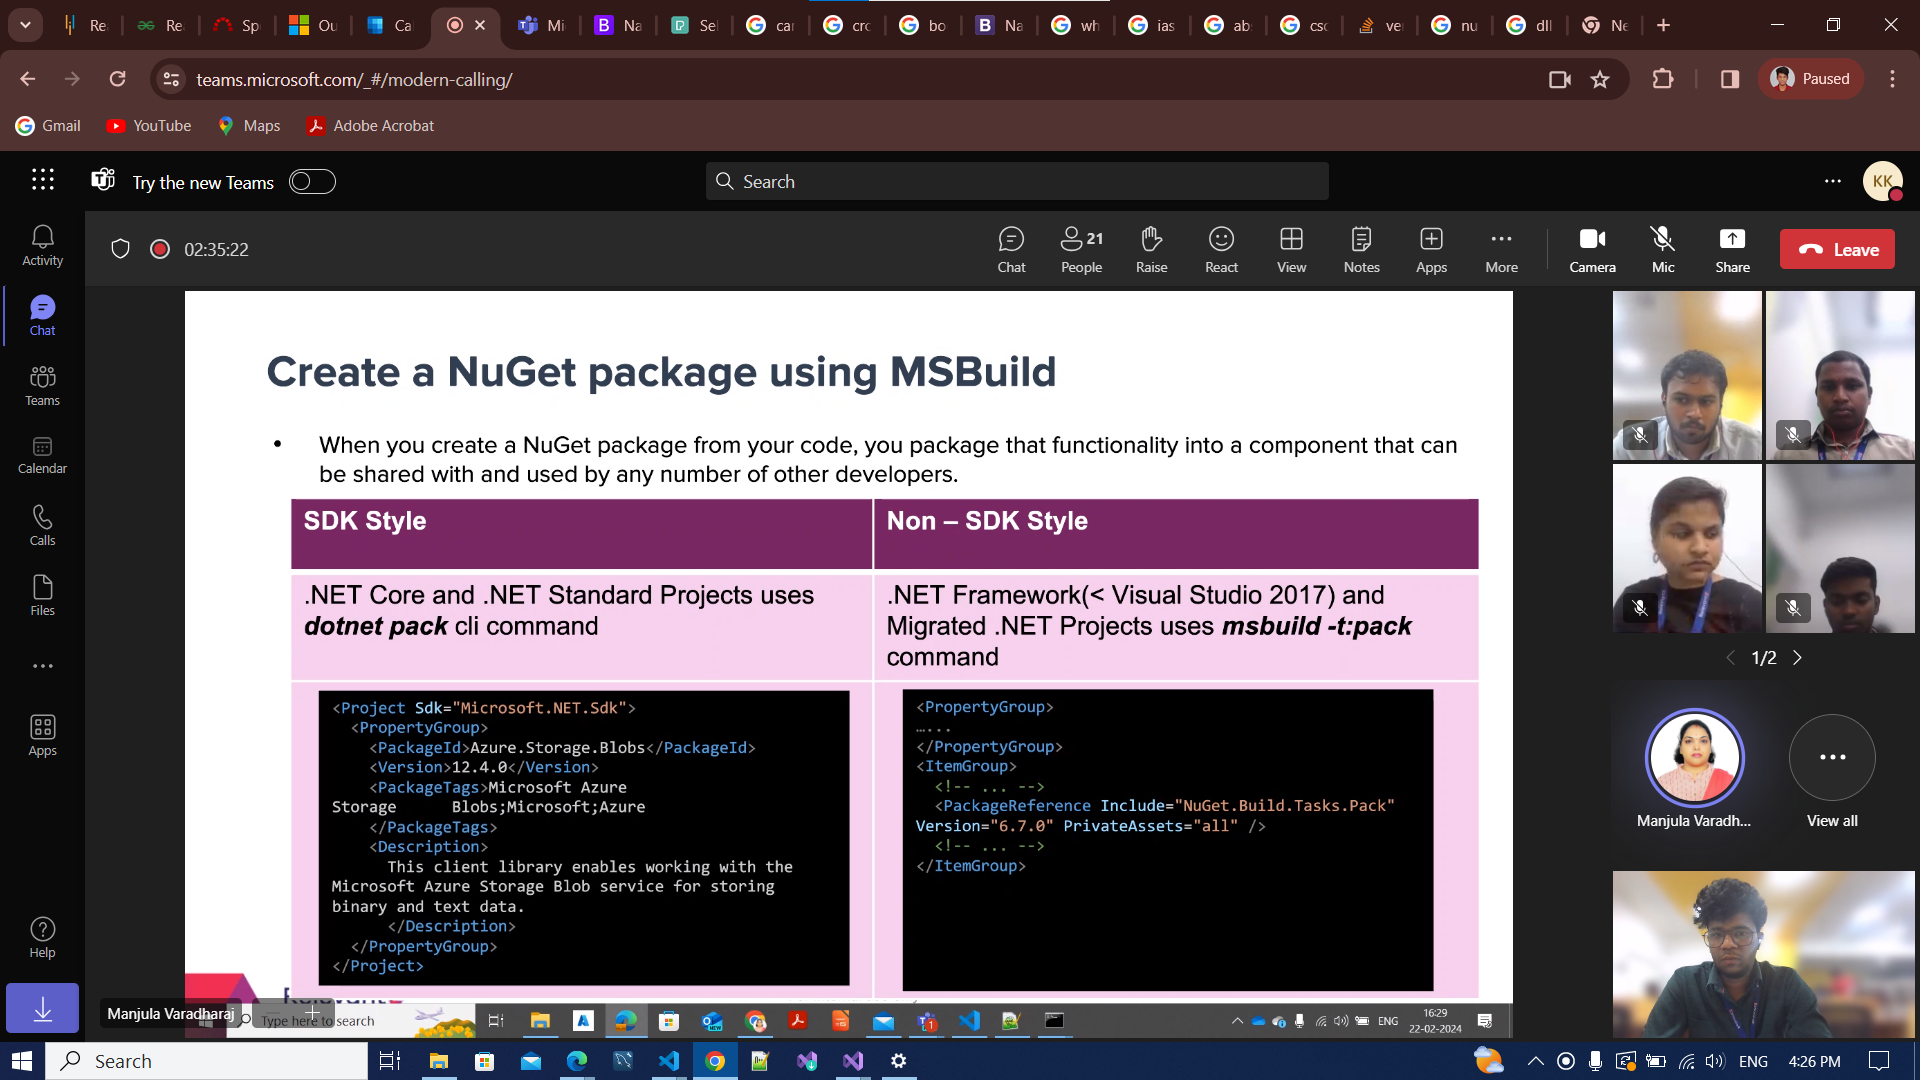 Re
Re
Sp
Ou
Ca
Mi
Na
Sel
car
cro
bo
Na
wh
ias
ab
csc
ver
nu
dll
Ne
teams.microsoft.com/_#/modern-calling/
Paused
Gmail
YouTube
Maps
Adobe Acrobat
Try the new Teams
Search
KK
02:35:22
Chat
21
People
Raise
React
View
Notes
Apps
More
Camera
Mic
Share
Leave
Activity
Chat
Teams
Calendar
Calls
Files
Apps
Help
Create a NuGet package using MSBuild
• When you create a NuGet package from your code, you package that functionality into a component that can
be shared with and used by any number of other developers.
SDK Style
Non – SDK Style
.NET Core and .NET Standard Projects uses
dotnet pack cli command
.NET Framework(< Visual Studio 2017) and
Migrated .NET Projects uses msbuild -t:pack
command
<Project Sdk="Microsoft.NET.Sdk">
<PropertyGroup>
<PackageId>Azure.Storage.Blobs</PackageId>
<Version>12.4.0</Version>
<PackageTags>Microsoft Azure
Storage Blobs;Microsoft;Azure
</PackageTags>
<Description>
This client library enables working with the
Microsoft Azure Storage Blob service for storing
binary and text data.
</Description>
</PropertyGroup>
</Project>
<PropertyGroup>
……..
</PropertyGroup>
<ItemGroup>
<!-- ... -->
<PackageReference Include="NuGet.Build.Tasks.Pack"
Version="6.7.0" PrivateAssets="all" />
<!-- ... -->
</ItemGroup>
1/2
Manjula Varadh...
View all
Manjula Varadharaj
Type here to search
ENG
16:29
22-02-2024
Search
ENG
4:26 PM